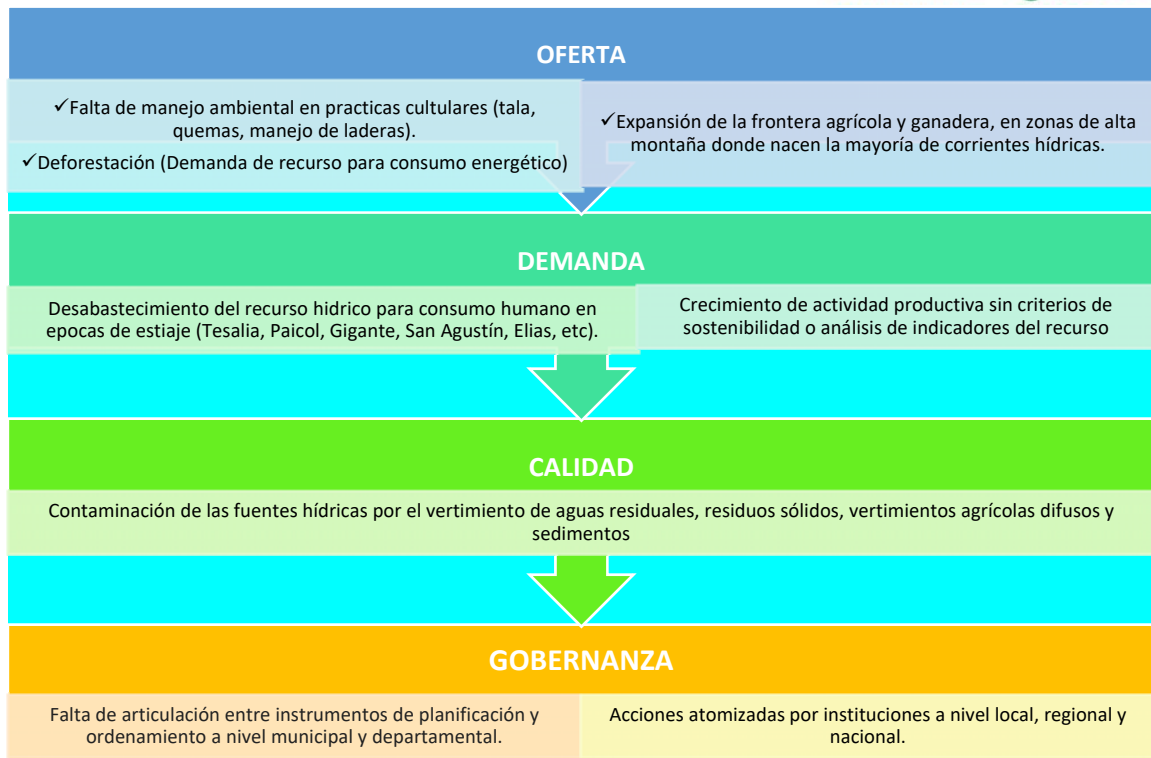 OFERTA
✓Falta de manejo ambiental en practicas cultulares (tala,
quemas, manejo de laderas).
✓Deforestación (Demanda de recurso para consumo energético)
✓Expansión de la frontera agrícola y ganadera, en zonas de alta
montaña donde nacen la mayoría de corrientes hídricas.
DEMANDA
Desabastecimiento del recurso hidrico para consumo humano en
epocas de estiaje (Tesalia, Paicol, Gigante, San Agustín, Elias, etc).
Crecimiento de actividad productiva sin criterios de
sostenibilidad o análisis de indicadores del recurso
CALIDAD
Contaminación de las fuentes hídricas por el vertimiento de aguas residuales, residuos sólidos, vertimientos agrícolas difusos y
sedimentos
GOBERNANZA
Falta de articulación entre instrumentos de planificación y
ordenamiento a nivel municipal y departamental.
Acciones atomizadas por instituciones a nivel local, regional y
nacional.